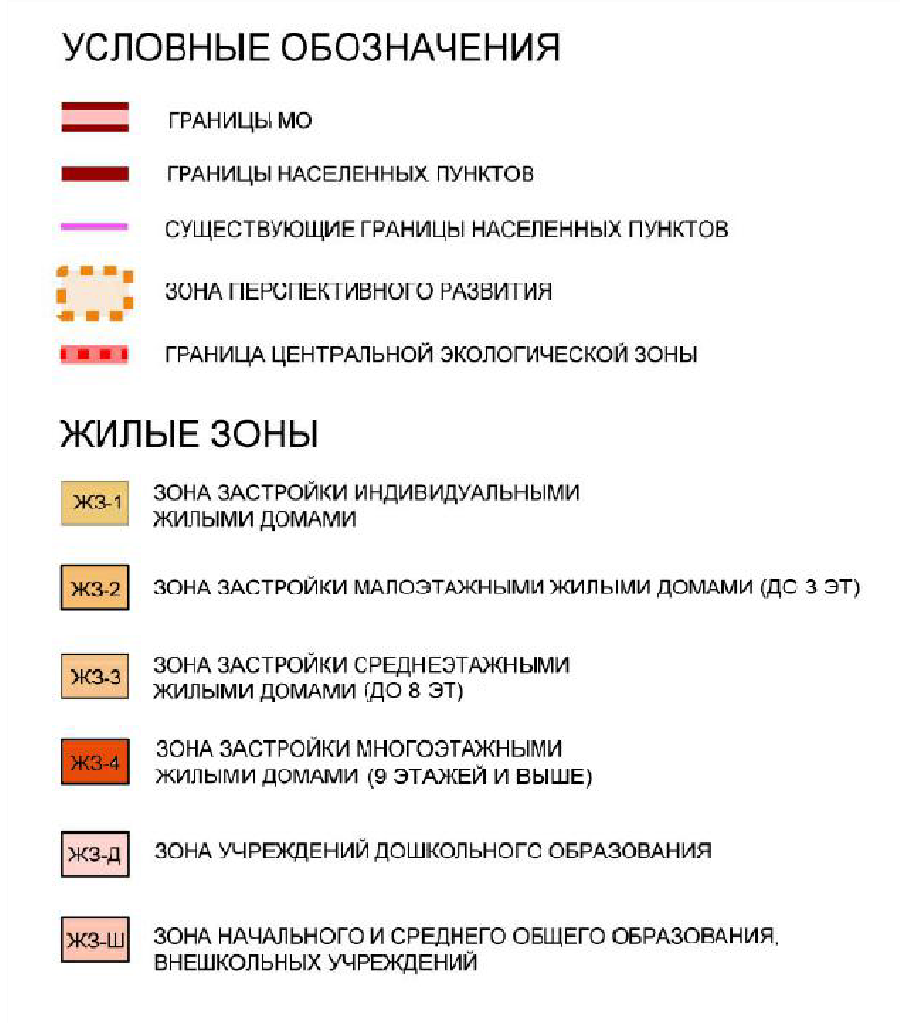 УСЛОВНЫЕ ОБОЗНАЧЕНИЯ
ГРАНИЦЫ МО
ГРАНИЦЫ НАСЕЛЕННЫХ ПУНКТОВ
СУЩЕСТВУЮЩИЕ ГРАНИЦЫ НАСЕЛЕННЫХ ПУНКТОВ
ЗОНА ПЕРСПЕКТИВНОГО РАЗВИТИЯ
ГРАНИЦА ЦЕНТРАЛЬНОЙ ЭКОЛОГИЧЕСКОЙ ЗОНЫ
ЖИЛЫЕ ЗОНЫ
ЖЗ-1 ЗОНА ЗАСТРОЙКИ ИНДИВИДУАЛЬНЫМИ
ЖИЛЫМИ ДОМАМИ
ЖЗ-2 ЗОНА ЗАСТРОЙКИ МАЛОЭТАЖНЫМИ ЖИЛЫМИ ДОМАМИ (ДО 3 ЭТ)
ЖЗ-3 ЗОНА ЗАСТРОЙКИ СРЕДНЕЭТАЖНЫМИ
ЖИЛЫМИ ДОМАМИ (ДО 8 ЭТ)
ЖЗ-4 ЗОНА ЗАСТРОЙКИ МНОГОЭТАЖНЫМИ
ЖИЛЫМИ ДОМАМИ (9 ЭТАЖЕЙ И ВЫШЕ)
ЖЗ-Д ЗОНА УЧРЕЖДЕНИЙ ДОШКОЛЬНОГО ОБРАЗОВАНИЯ
ЖЗ-Ш ЗОНА НАЧАЛЬНОГО И СРЕДНЕГО ОБЩЕГО ОБРАЗОВАНИЯ,
ВНЕШКОЛЬНЫХ УЧРЕЖДЕНИЙ